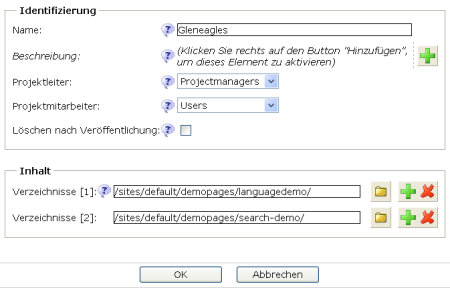 Identifizierung
Name: Gleneagles
Beschreibung: (Klicken Sie rechts auf den Button "Hinzufügen",
um dieses Element zu aktivieren)
Projektleiter: Projectmanagers
Projektmitarbeiter: Users
Löschen nach Veröffentlichung:
Inhalt
Verzeichnisse [1]: /sites/default/demopages/languagedemo/
Verzeichnisse [2]: /sites/default/demopages/search-demo/
OK Abbrechen